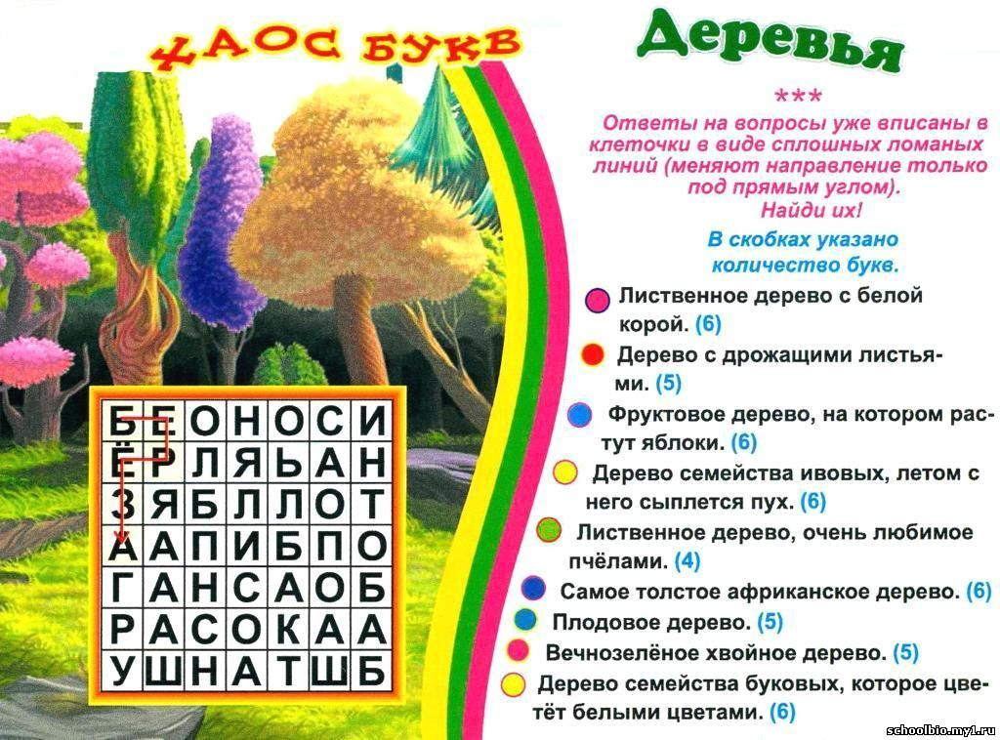 ХАОС БУКВ
Деревья
***
Ответы на вопросы уже вписаны в
клеточки в виде сплошных ломаных
линий (меняют направление только
под прямым углом).
Найди их!
В скобках указано
количество букв.
Лиственное дерево с белой
корой. (6)
Дерево с дрожащими листья-
ми. (5)
Фруктовое дерево, на котором рас-
тут яблоки. (6)
Дерево семейства ивовых, летом с
него сыплется пух. (6)
Лиственное дерево, очень любимое
пчёлами. (4)
Самое толстое африканское дерево. (6)
Плодовое дерево. (5)
Вечнозелёное хвойное дерево. (5)
Дерево семейства буковых, которое цве-
тёт белыми цветами. (6)
Б Е О Н О С И
Ё Р Л Я Ь А Н
З Я Б Л Л О Т
А А П И Б П О
Г А Н С А О Б
Р А С О К А А
У Ш Н А Т Ш Б
schoolbio.my1.ru